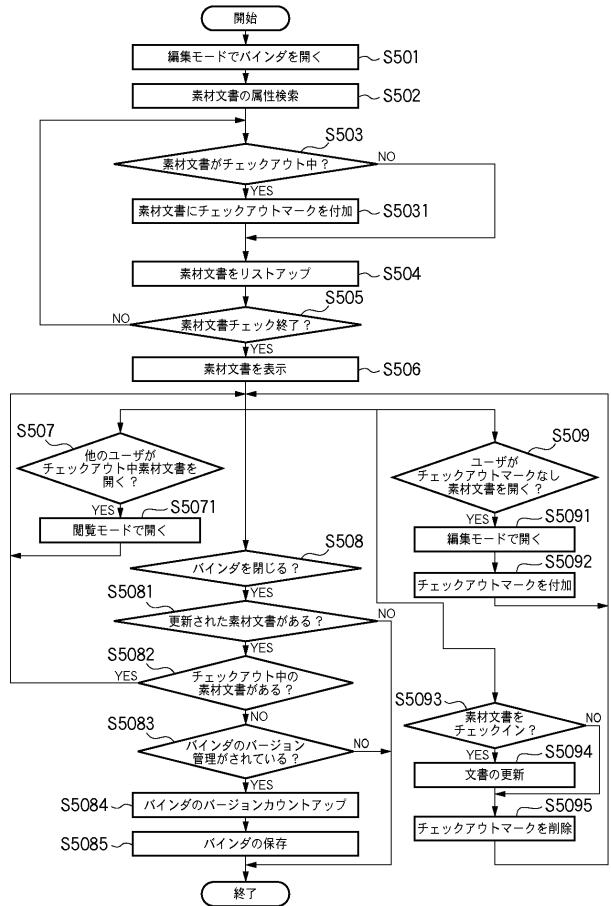 開始
編集モードでバインダを開く
S501
素材文書の属性検索
S502
S503
素材文書がチェックアウト中？
NO
YES
素材文書にチェックアウトマークを付加
S5031
素材文書をリストアップ
S504
S505
素材文書チェック終了？
NO
YES
素材文書を表示
S506
S507
他のユーザが
チェックアウト中素材文書を
開く？
YES
S5071
閲覧モードで開く
S509
ユーザが
チェックアウトマークなし
素材文書を開く？
YES
S5091
編集モードで開く
S5092
チェックアウトマークを付加
S508
バインダを閉じる？
YES
S5081
更新された素材文書がある？
NO
YES
S5082
チェックアウト中の
素材文書がある？
YES
NO
S5083
バインダのバージョン
管理がされている？
NO
YES
S5084
バインダのバージョンカウントアップ
S5085
バインダの保存
終了
S5093
素材文書を
チェックイン？
NO
YES
S5094
文書の更新
S5095
チェックアウトマークを削除